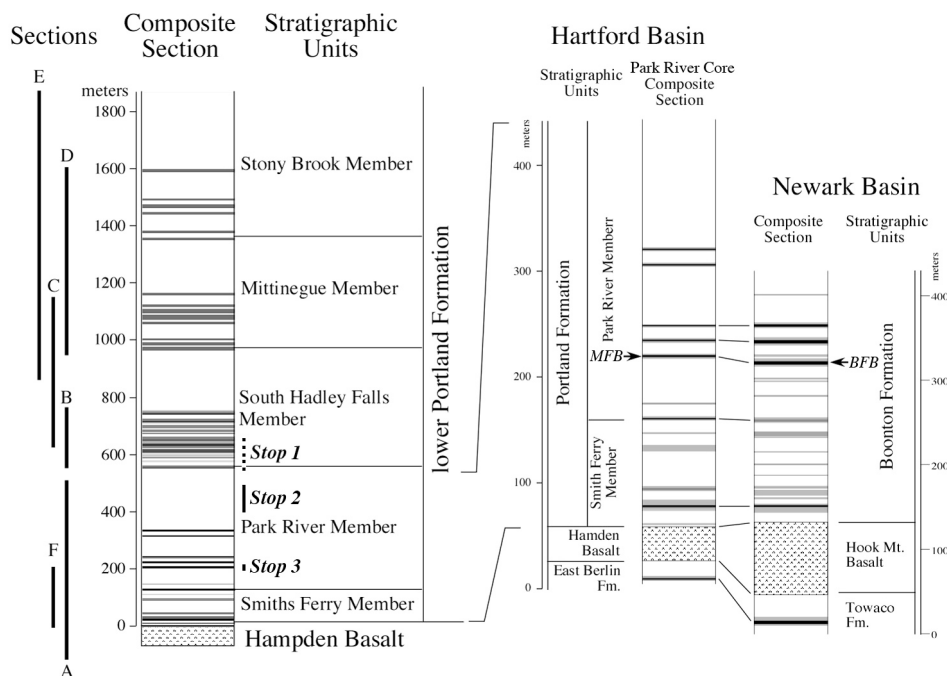 Sections
Composite
Section
Stratigraphic
Units
E
D
C
B
F
A
meters
1800
1600
1400
1200
1000
800
600
400
200
0
Stony Brook Member
Mittinegue Member
South Hadley Falls
Member
Stop 1
Stop 2
Park River Member
Stop 3
Smiths Ferry Member
Hampden Basalt
lower Portland Formation
Hartford Basin
Stratigraphic
Units
Park River Core
Composite
Section
meters
400
300
200
100
0
Portland Formation
Park River Memberr
Smith Ferry
Member
Hamden
Basalt
East Berlin
Fm.
MFB
Newark Basin
Composite
Section
Stratigraphic
Units
meters
400
300
200
100
0
BFB
Boonton Formation
Hook Mt.
Basalt
Towaco
Fm.